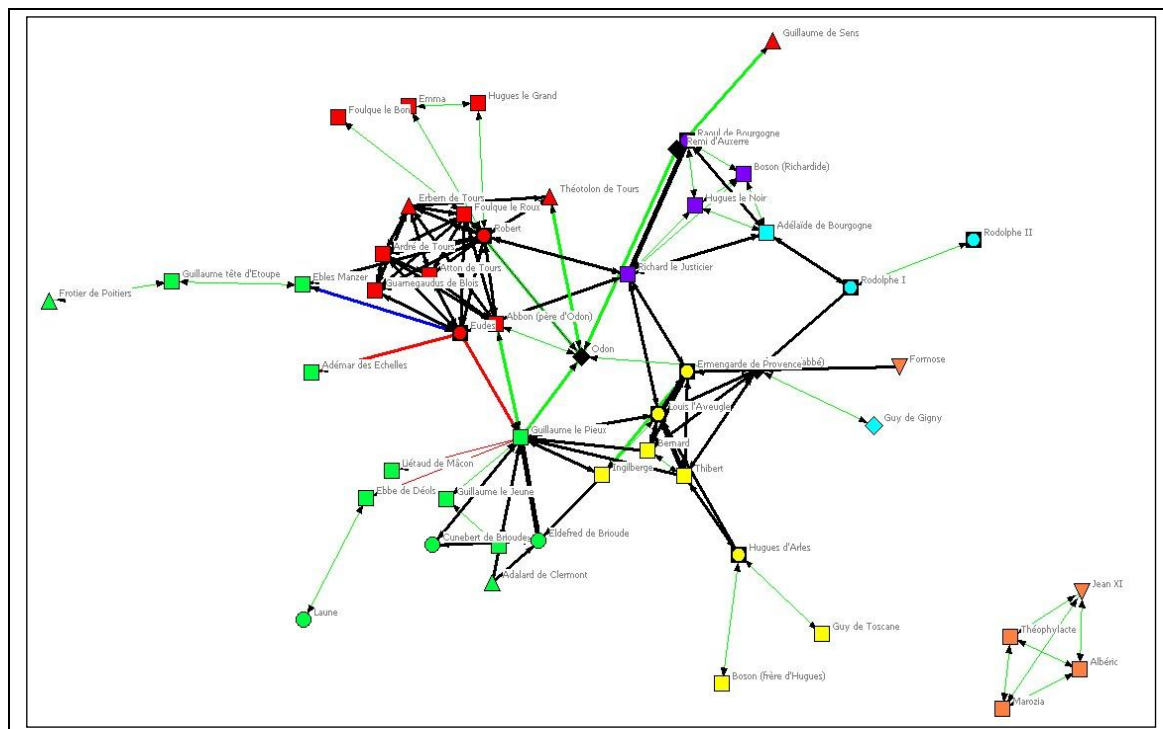 Guillaume de Sens
Emma
Hugues le Grand
Foulque le Bon
Raoul de Bourgogne
Remi d'Auxerre
Boson (Richardide)
Théotolon de Tours
Erbern de Tours
Hugues le Noir
Foulque le Roux
Robert
Adélaïde de Bourgogne
Rodolphe II
Ardré de Tours
Atton de Tours
Richard le Justicier
Guillaume tête d'Etoupe
Ebles Manzer
Rodolphe I
Guarnegaudus de Blois
Frotier de Poitiers
Abbon (père d'Odon)
Eudes
Odon
Formose
Adémar des Echelles
Ermengarde de Provence
abbé)
Louis l'Aveugle
Guy de Gigny
Guillaume le Pieux
Bernard
Liétaud de Mâcon
Ingilberge
Thibert
Ebbe de Déols
Guillaume le Jeune
Cunebert de Brioude
Eldefred de Brioude
Hugues d'Arles
Adalard de Clermont
Jean XI
Laune
Guy de Toscane
Théophylacte
Albéric
Boson (frère d'Hugues)
Marozia